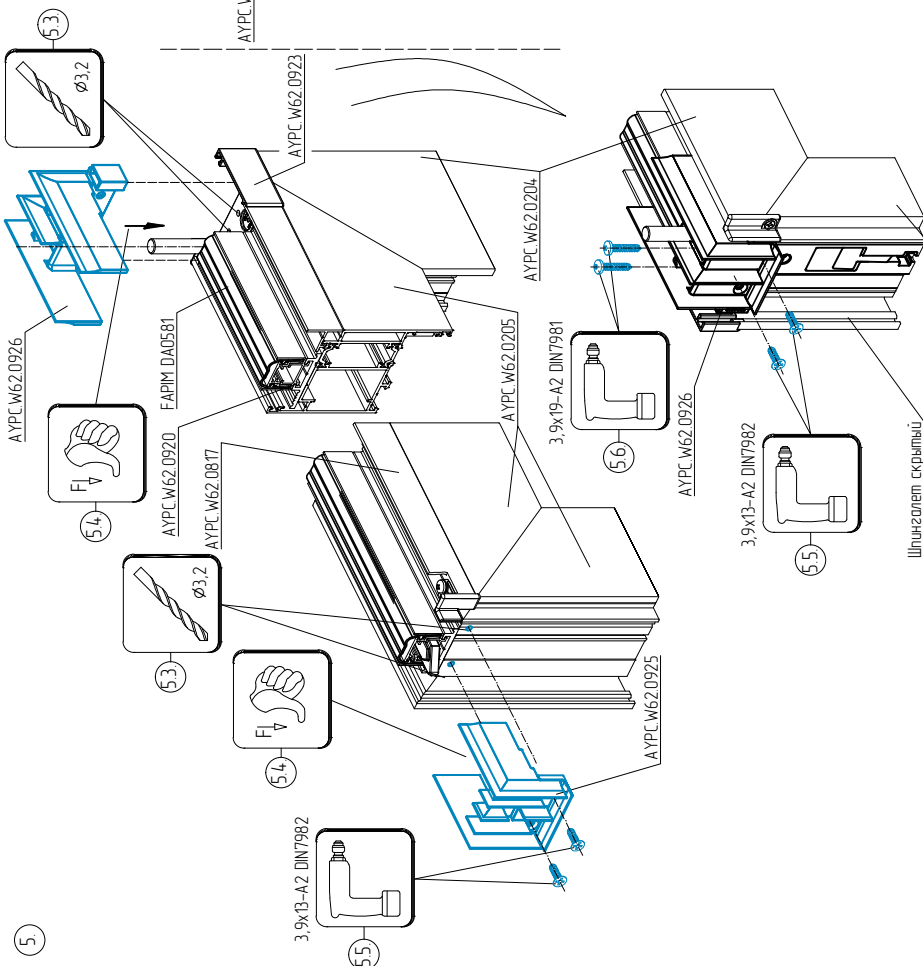 5.
5.5.
3,9x13-A2 DIN7982
5.4
F
AYPC.W62.0925
5.3
Ø3,2
AYPC.W62.0817
AYPC.W62.0205
5.4
F
AYPC.W62.0926
AYPC.W62.0920
FAPIM DA0581
5.3
Ø3,2
AYPC.W62.0923
AYPC.W
AYPC.W62.0204
5.6
3,9x19-A2 DIN7981
AYPC.W62.0926
5.5.
3,9x13-A2 DIN7982
Шпингалет скрытый